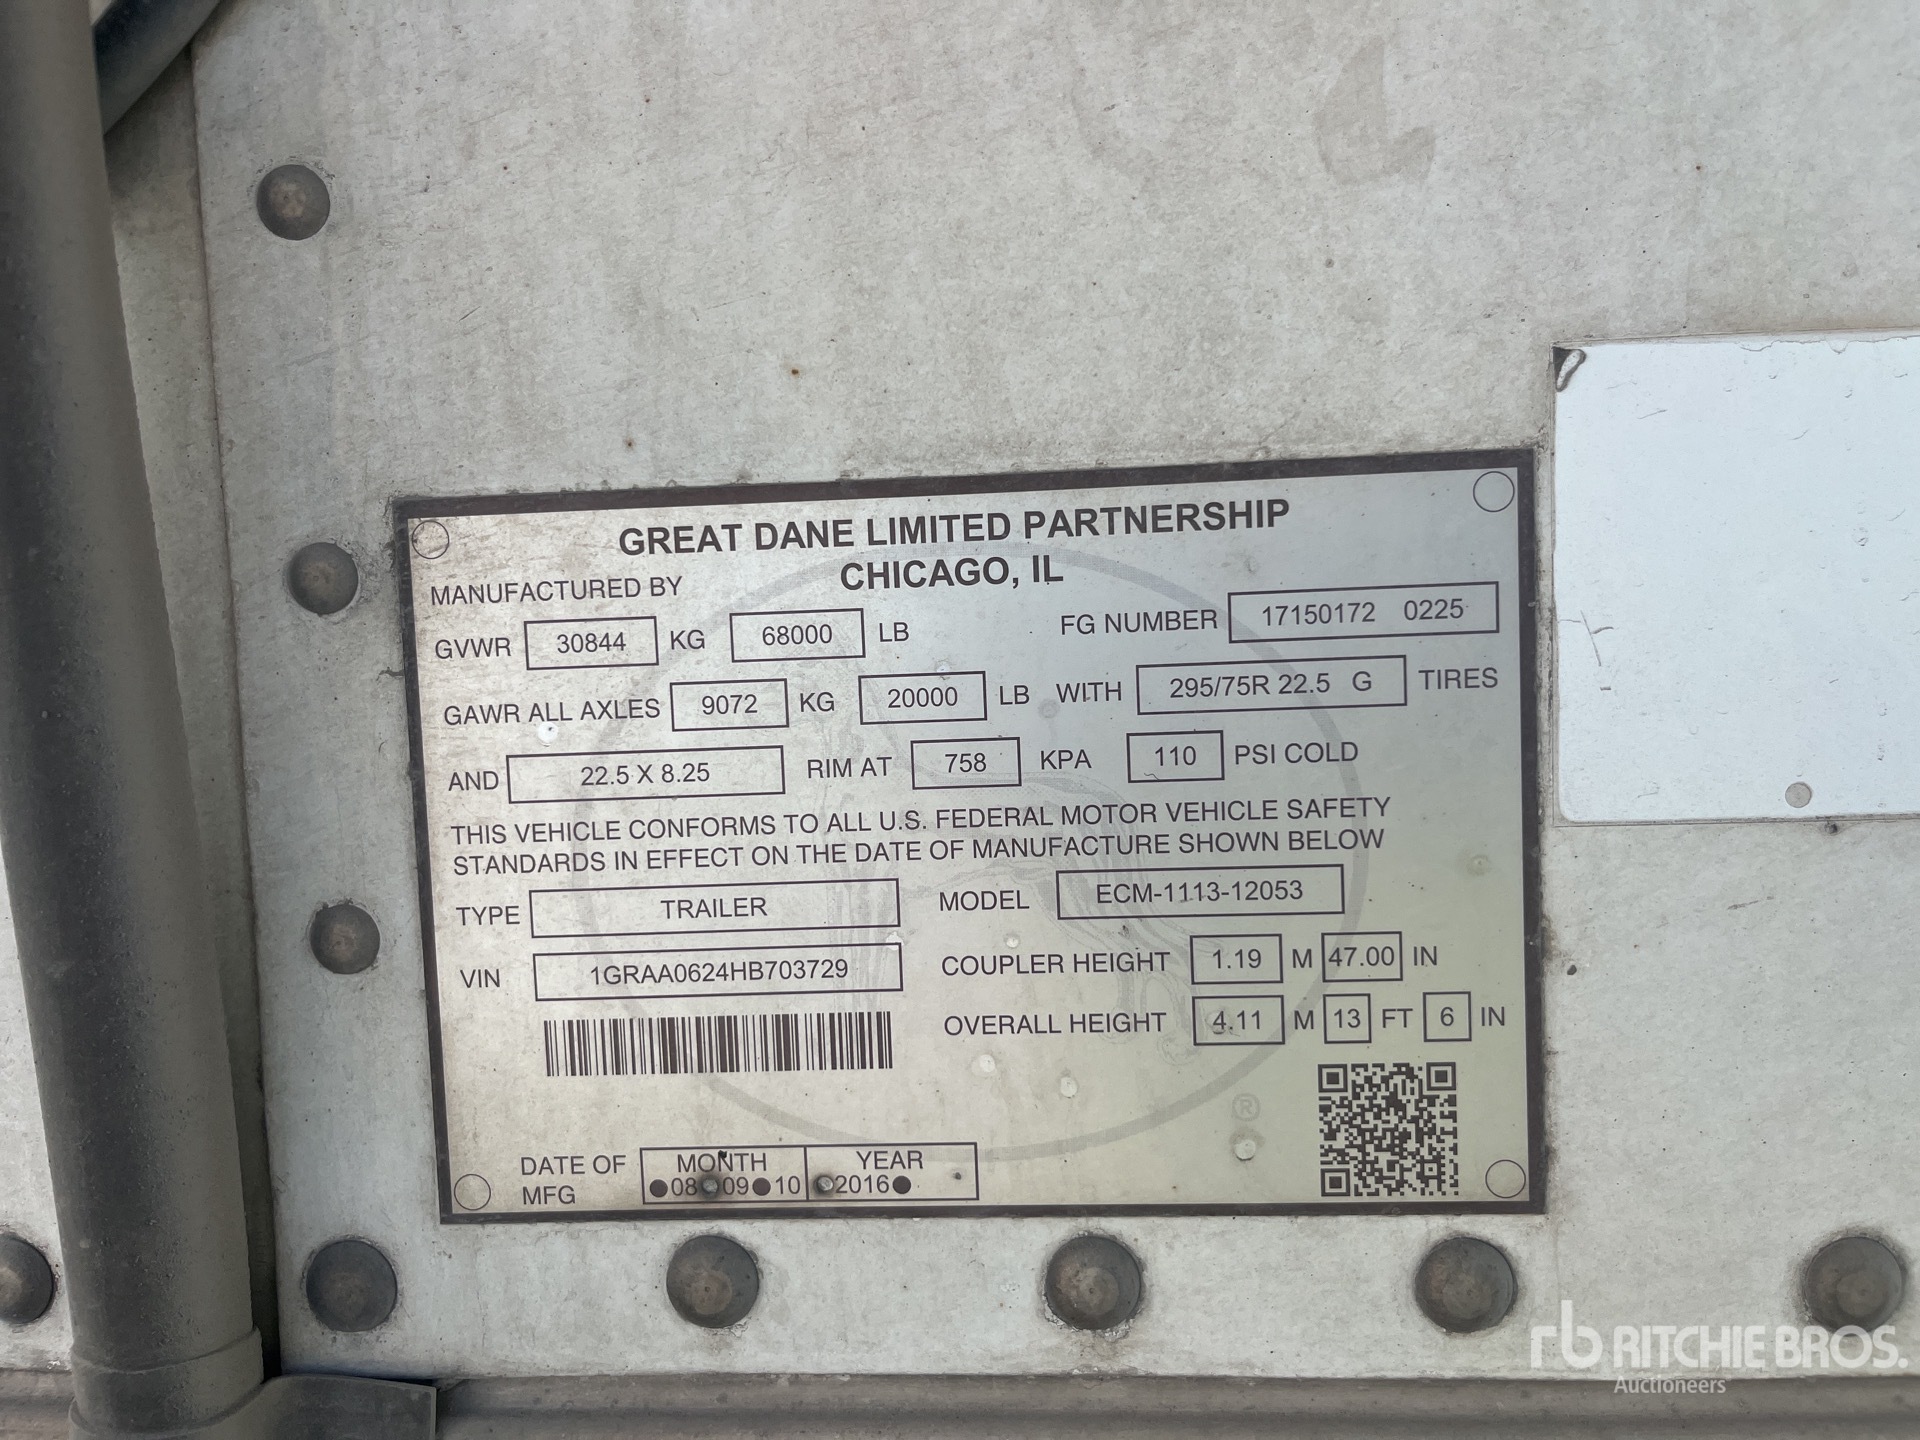 GREAT DANE LIMITED PARTNERSHIP
CHICAGO, IL
MANUFACTURED BY
GVWR 30844 KG 68000 LB FG NUMBER 17150172 0225
GAWR ALL AXLES 9072 KG 20000 LB WITH 295/75R 22.5 G TIRES
AND 22.5 X 8.25 RIM AT 758 KPA 110 PSI COLD
THIS VEHICLE CONFORMS TO ALL U.S. FEDERAL MOTOR VEHICLE SAFETY
STANDARDS IN EFFECT ON THE DATE OF MANUFACTURE SHOWN BELOW
TYPE TRAILER MODEL ECM-1113-12053
VIN 1GRAA0624HB703729 COUPLER HEIGHT 1.19 M 47.00 IN
OVERALL HEIGHT 4.11 M 13 FT 6 IN
®
DATE OF MFG MONTH YEAR
●08●09●10 ●2016●
rb RITCHIE BROS.
Auctioneers